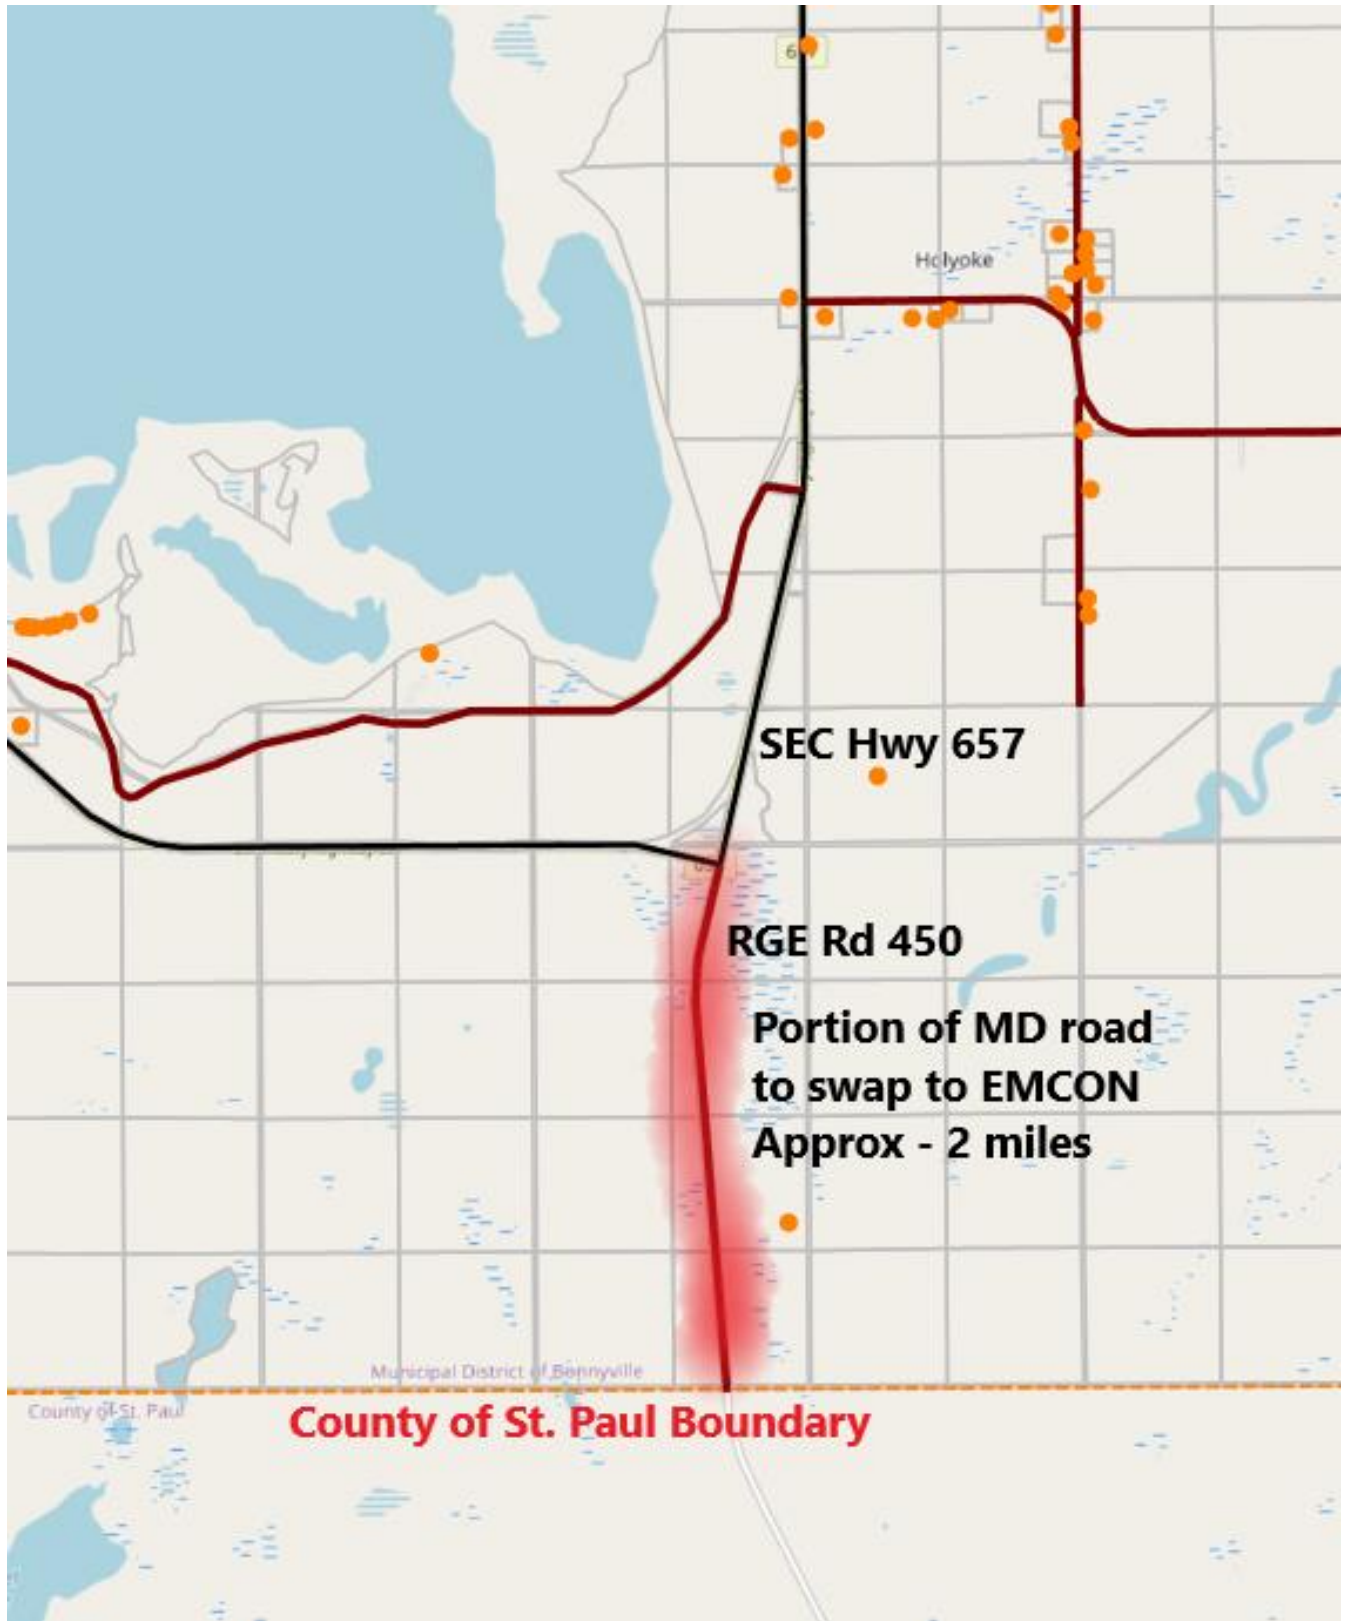 6
Holyoke
SEC Hwy 657
RGE Rd 450
Portion of MD road
to swap to EMCON
Approx - 2 miles
Municipal District of Bonnyville
County of St. Paul
County of St. Paul Boundary